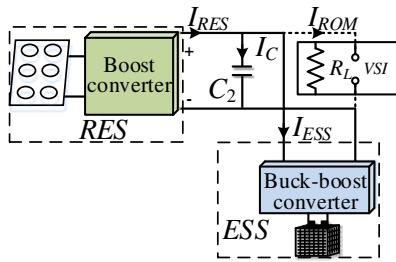 I_RES
I_ROM
+
Boost
converter
I_C
C_2
R_L
VSI
-
RES
I_ESS
Buck-boost
converter
ESS